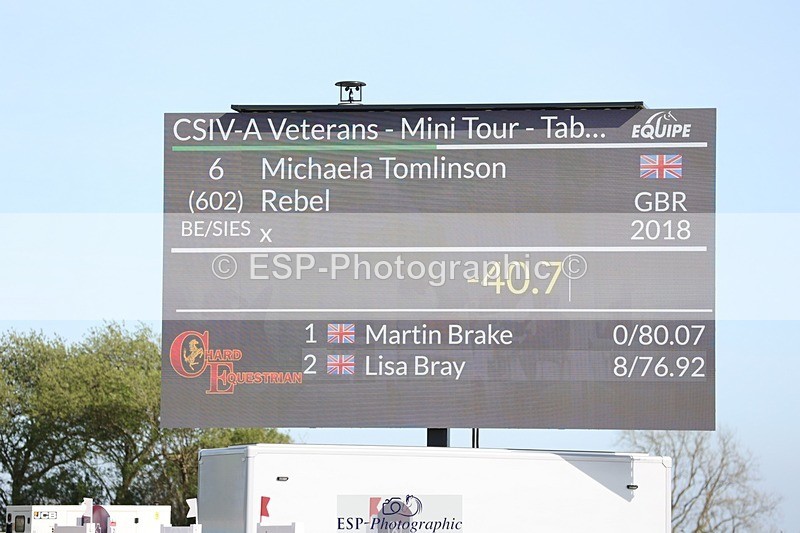 CSIV-A Veterans - Mini Tour - Tab...
EQUIPE
6 Michaela Tomlinson
(602) Rebel GBR
BE/SIES x 2018
© ESP-Photographic ©
-40.7
1 Martin Brake 0/80.07
2 Lisa Bray 8/76.92
CHARD
EQUESTRIAN
JCB
ESP-Photographic